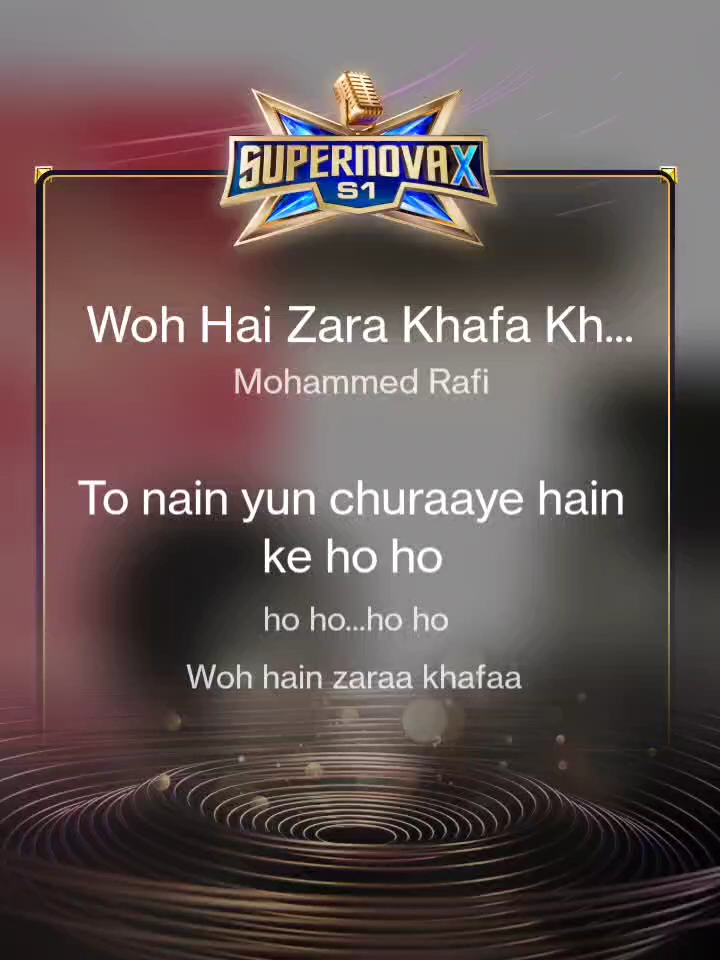 SUPERNOVA X
S1
Woh Hai Zara Khafa Kh...
Mohammed Rafi
To nain yun churaaye hain
ke ho ho
ho ho...ho ho
Woh hain zaraa khafaa